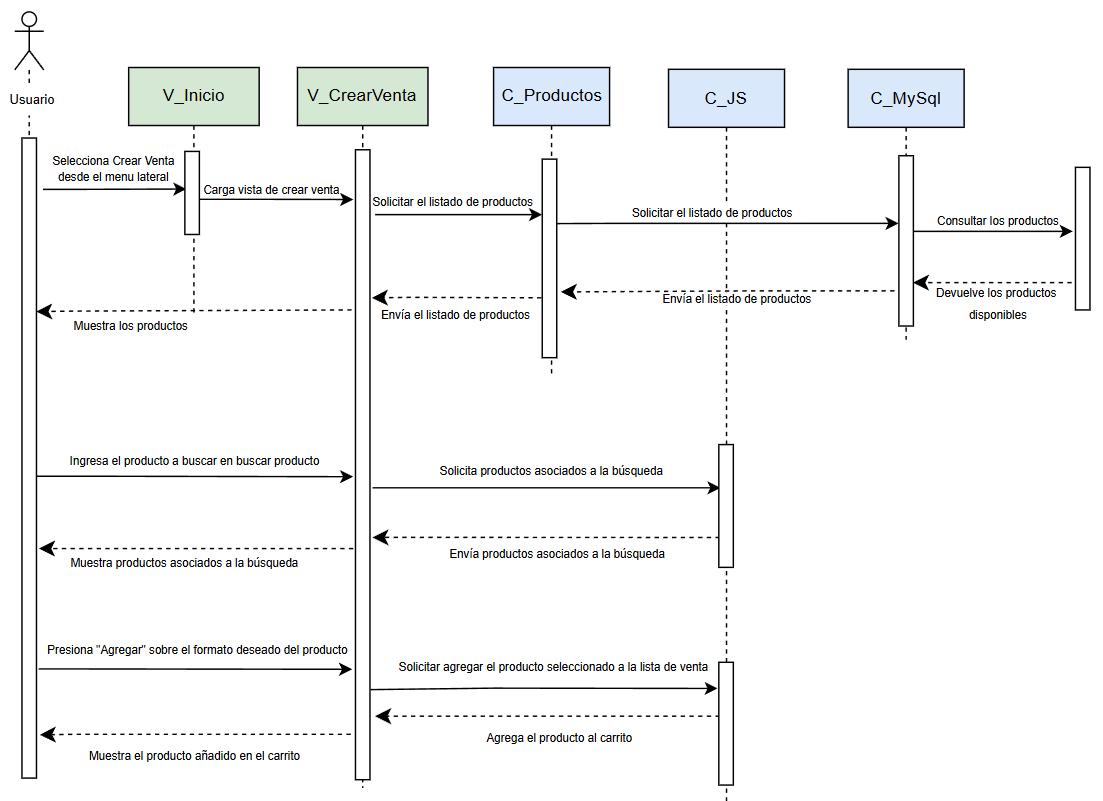 Usuario
V_Inicio
V_CrearVenta
C_Productos
C_JS
C_MySql
Selecciona Crear Venta
desde el menu lateral
Carga vista de crear venta
Solicitar el listado de productos
Solicitar el listado de productos
Consultar los productos
Devuelve los productos
disponibles
Envía el listado de productos
Envía el listado de productos
Muestra los productos
Ingresa el producto a buscar en buscar producto
Solicita productos asociados a la búsqueda
Envía productos asociados a la búsqueda
Muestra productos asociados a la búsqueda
Presiona "Agregar" sobre el formato deseado del producto
Solicitar agregar el producto seleccionado a la lista de venta
Agrega el producto al carrito
Muestra el producto añadido en el carrito